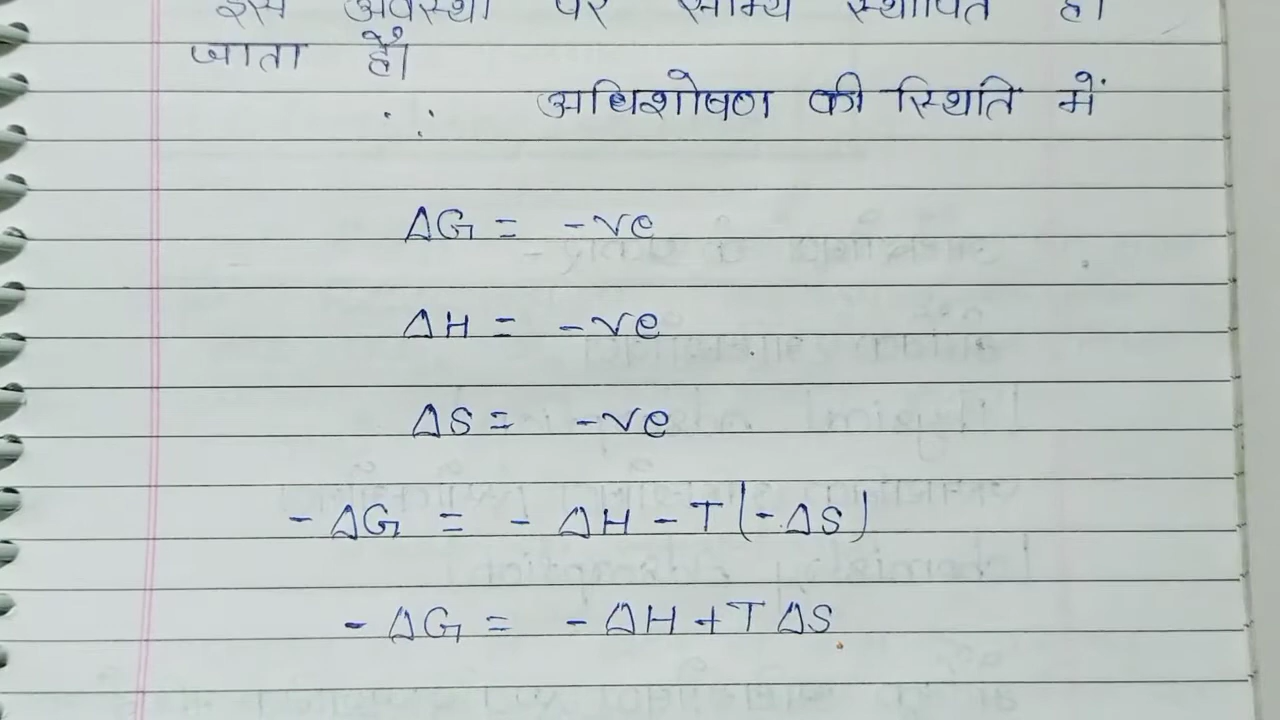 इस अवस्था पर साम्य स्थापित हो
जाता है।
∴ अधिशोषण की स्थिति में
ΔG = -ve
ΔH = -ve
ΔS = -ve
- ΔG = - ΔH - T(-ΔS)
- ΔG = - ΔH + TΔS